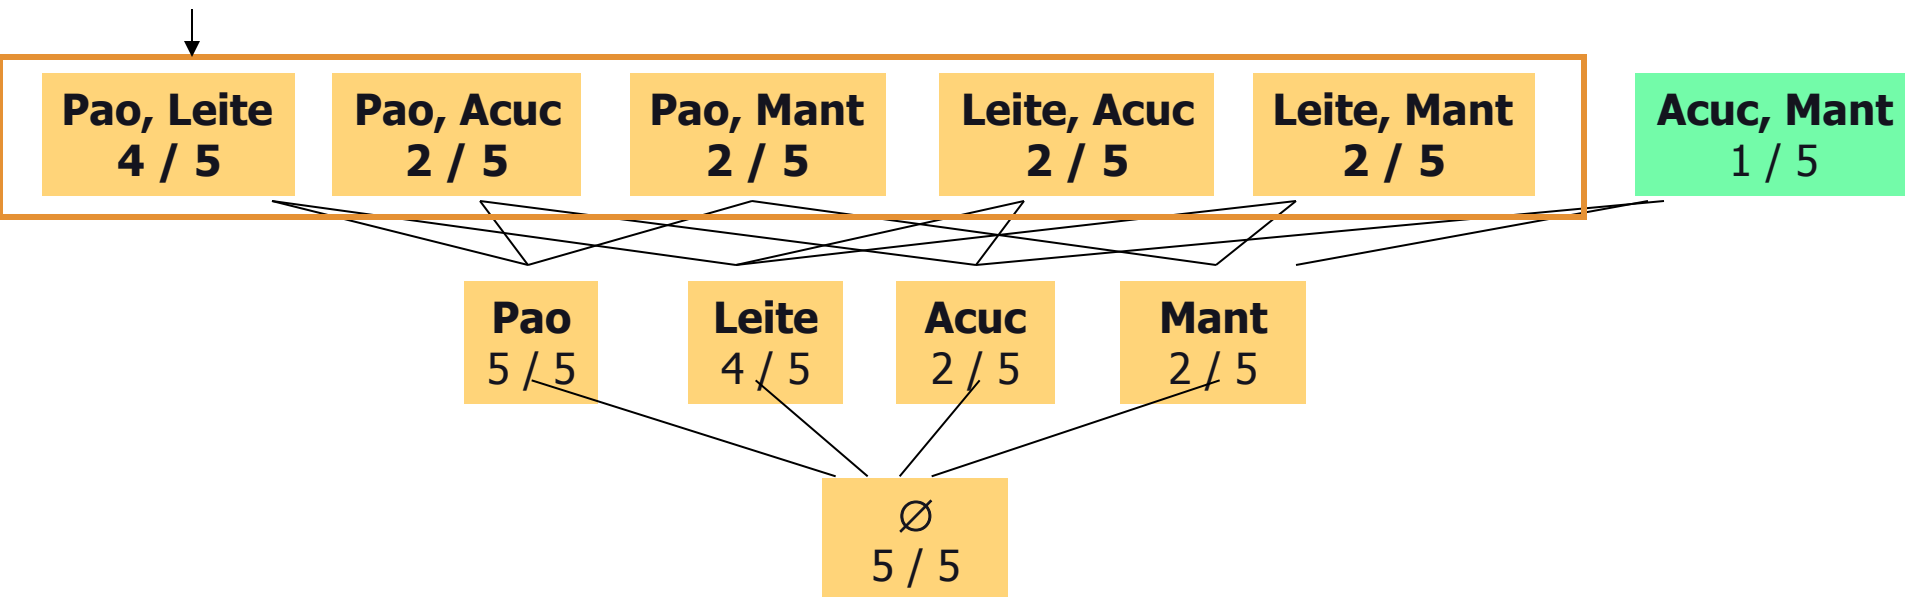 Pao, Leite
4 / 5
Pao, Acuc
2 / 5
Pao, Mant
2 / 5
Leite, Acuc
2 / 5
Leite, Mant
2 / 5
Acuc, Mant
1 / 5
Pao
5 / 5
Leite
4 / 5
Acuc
2 / 5
Mant
2 / 5
∅
5 / 5